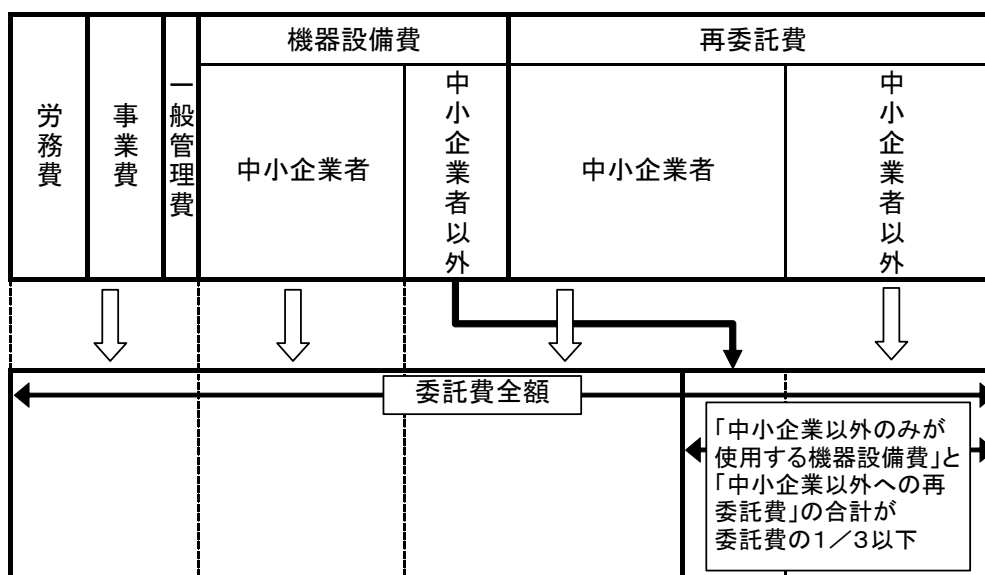 機器設備費
再委託費
労務費
事業費
一般管理費
中小企業者
中小企業者以外
中小企業者
中小企業者以外
委託費全額
「中小企業以外のみが
使用する機器設備費」と
「中小企業以外への再
委託費」の合計が
委託費の1／3以下